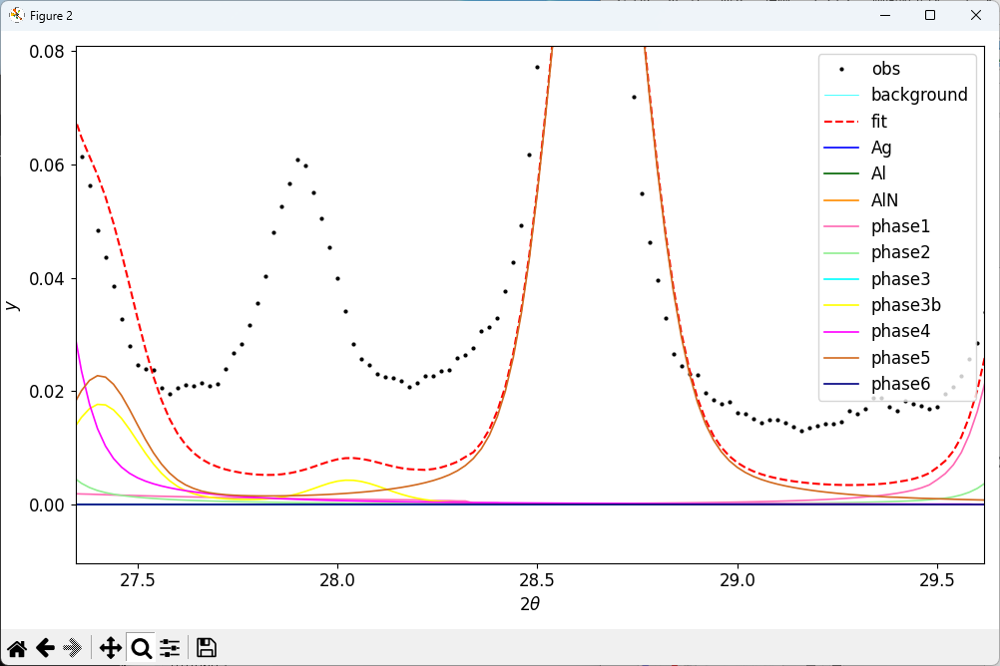 Figure 2
0.08
0.06
0.04
0.02
0.00
y
27.5
28.0
28.5
29.0
29.5
2θ
obs
background
fit
Ag
Al
AlN
phase1
phase2
phase3
phase3b
phase4
phase5
phase6